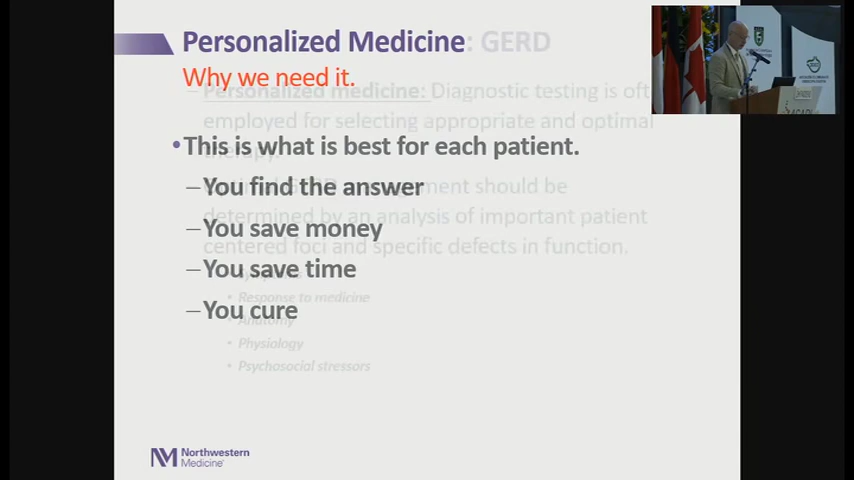 Personalized Medicine: GERD
Why we need it.
– Personalized medicine: Diagnostic testing is oft
employed for selecting appropriate and optimal
therapy.
•This is what is best for each patient.
–You find the answer
management should be
determined by an analysis of important patient
–You save money
centered foci and specific defects in function.
–You save time
• Response to medicine
• Anatomy
–You cure
• Physiology
• Psychosocial stressors
NM Northwestern
Medicine